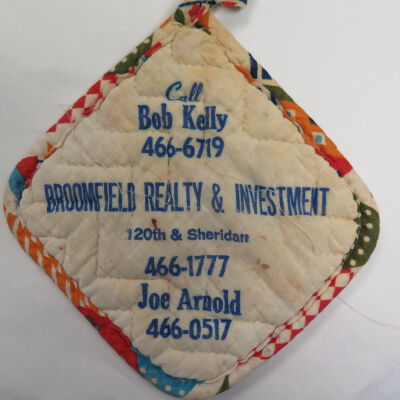 Call
Bob Kelly
466-6719
BROOMFIELD REALTY & INVESTMENT
120th & Sheridan
466-1777
Joe Arnold
466-0517